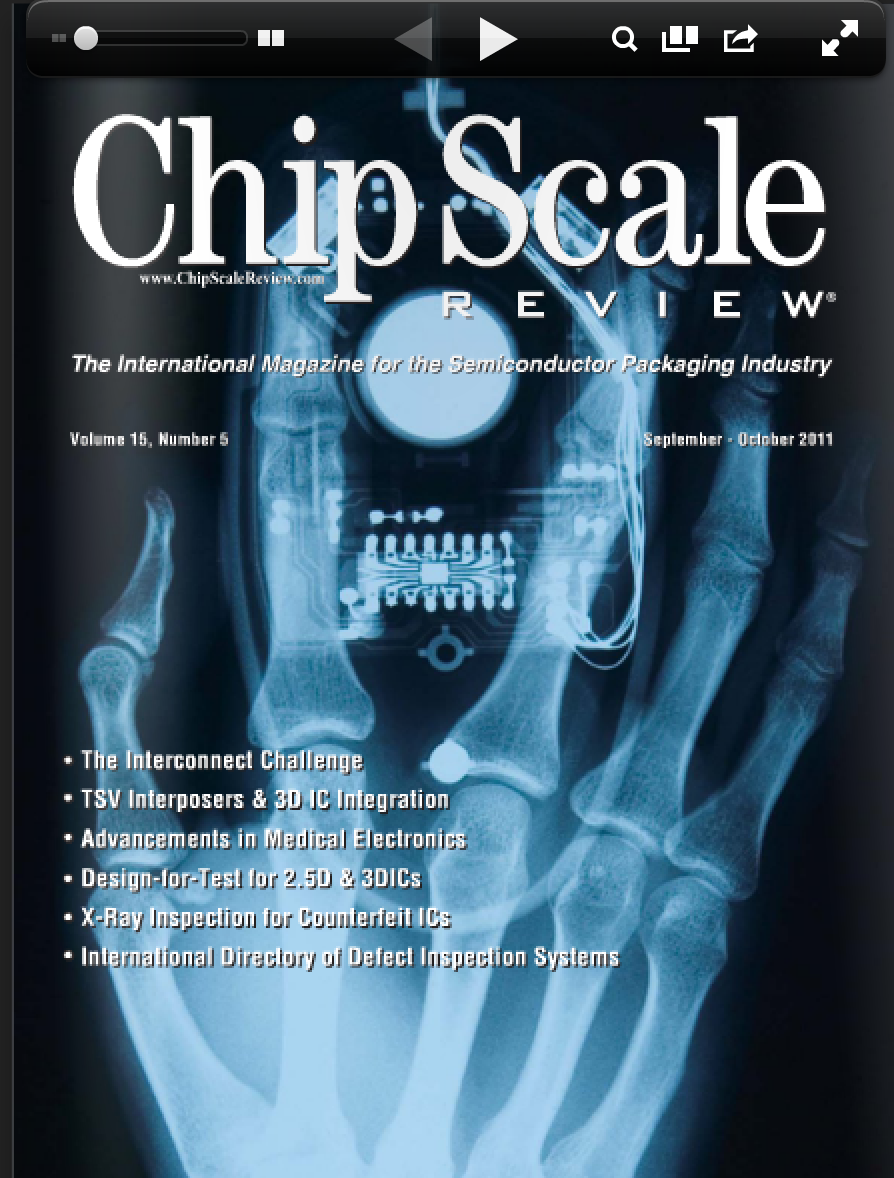 Chip Scale
www.ChipScaleReview.com
REVIEW®
The International Magazine for the Semiconductor Packaging Industry
Volume 15, Number 5
September - October 2011
• The Interconnect Challenge
• TSV Interposers & 3D IC Integration
• Advancements in Medical Electronics
• Design-for-Test for 2.5D & 3DICs
• X-Ray Inspection for Counterfeit ICs
• International Directory of Defect Inspection Systems